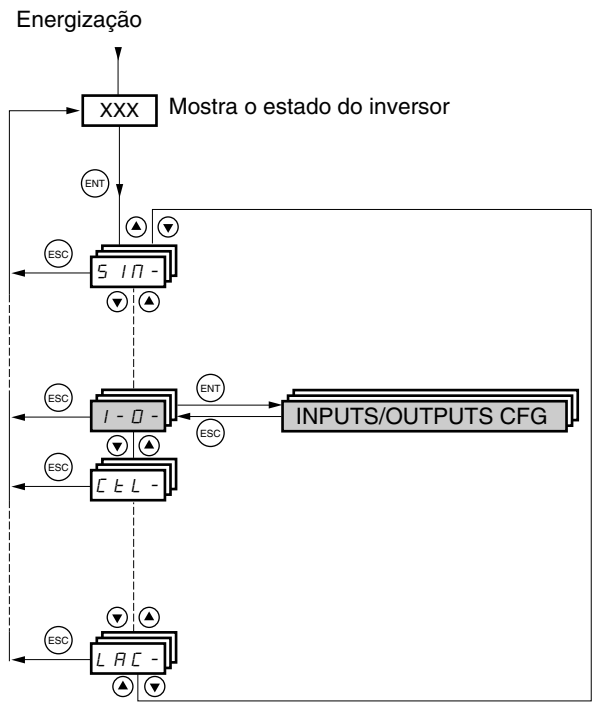 Energização
XXX Mostra o estado do inversor
ENT
ESC
SIM-
ESC
I-O-
ENT
ESC
INPUTS/OUTPUTS CFG
ESC
CtL-
ESC
LAC-